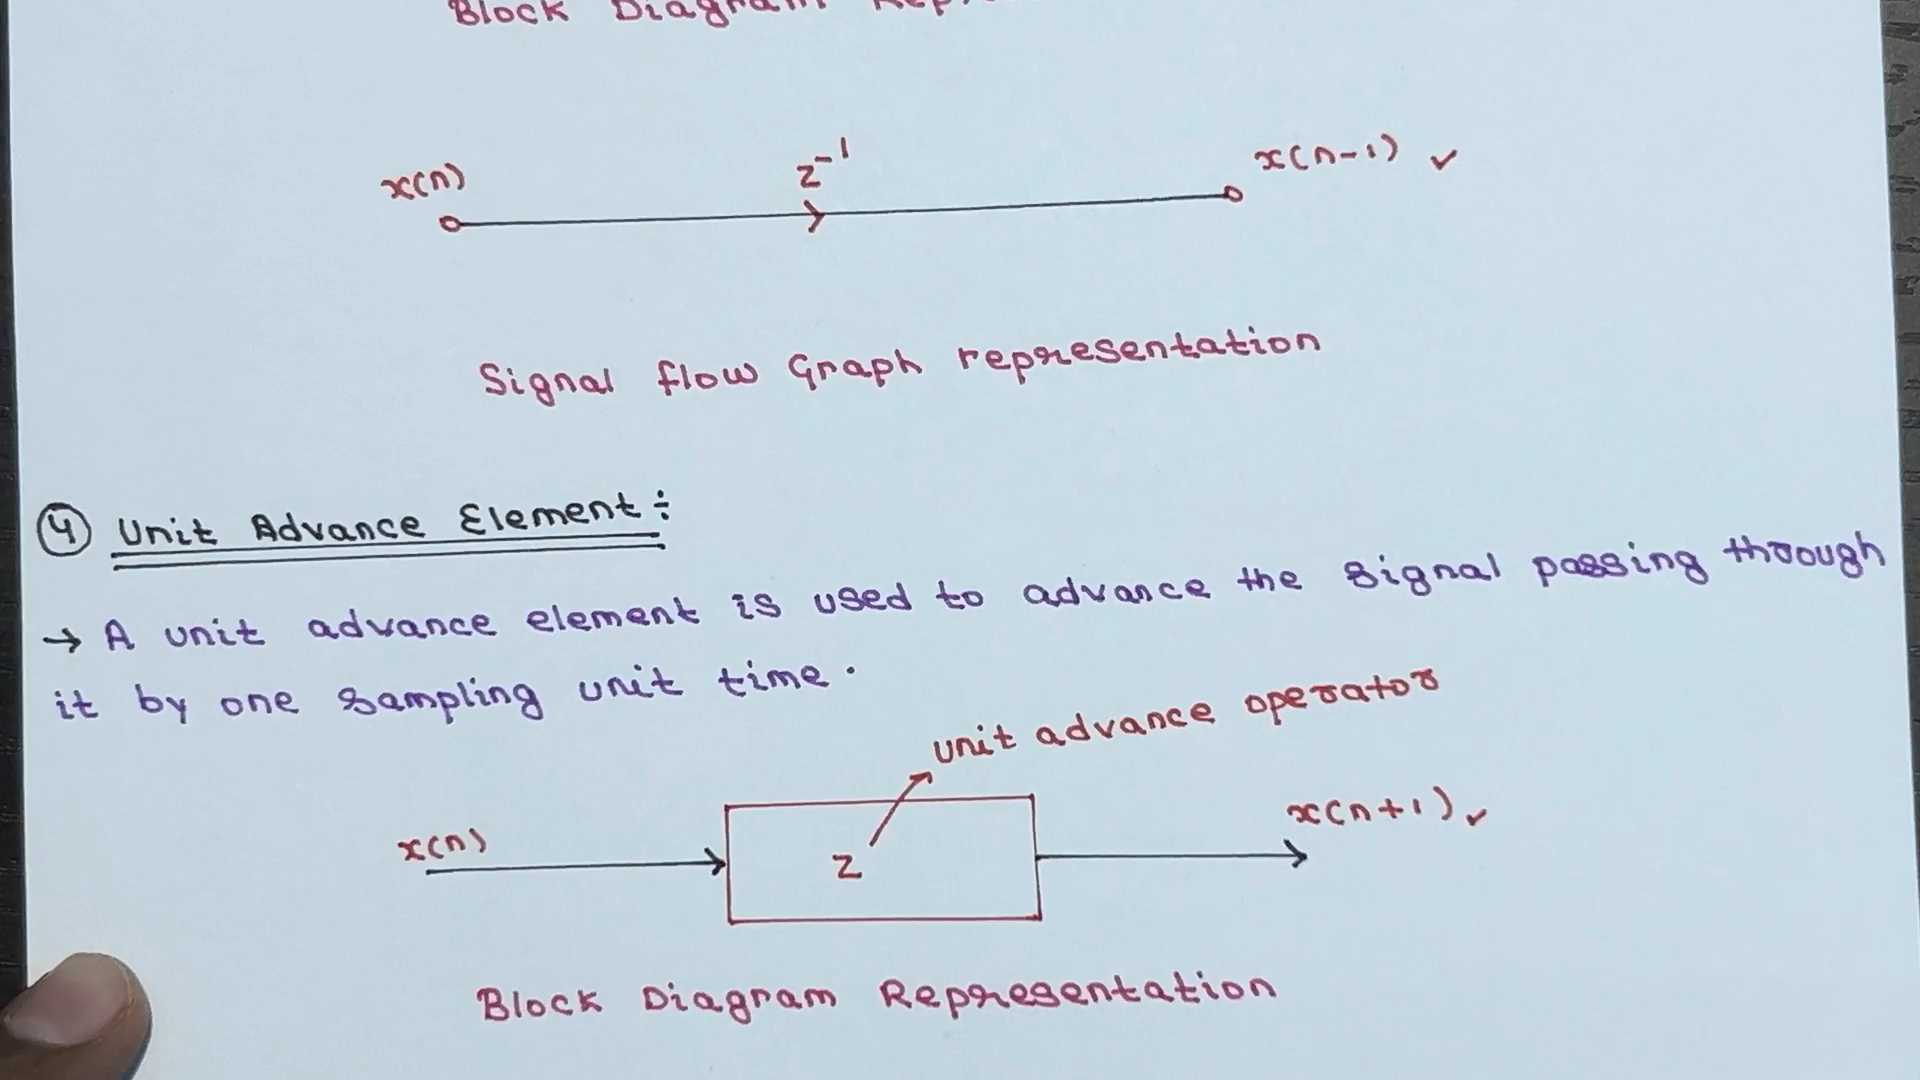 Block Diagram
x(n)
z⁻¹
x(n-1) ✓
Signal flow Graph representation
④ Unit Advance Element ÷
→ A unit advance element is used to advance the signal passing through
it by one sampling unit time.
unit advance operator
x(n)
z
x(n+1) ✓
Block Diagram Representation